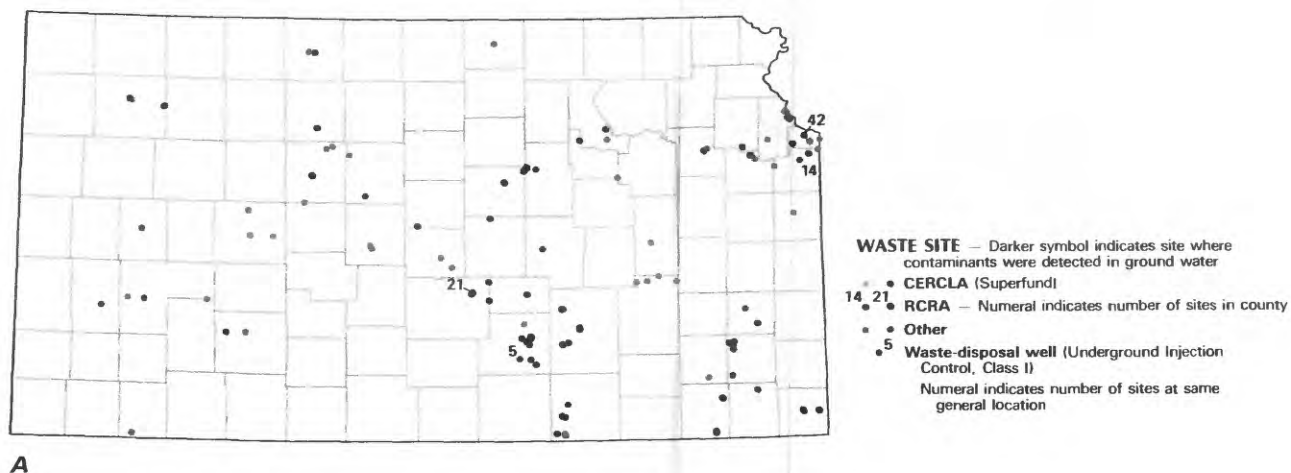 42
14
WASTE SITE — Darker symbol indicates site where
contaminants were detected in ground water
CERCLA (Superfund)
14 21 RCRA — Numeral indicates number of sites in county
Other
5 Waste-disposal well (Underground Injection
Control, Class I)
Numeral indicates number of sites at same
general location
21
5
A